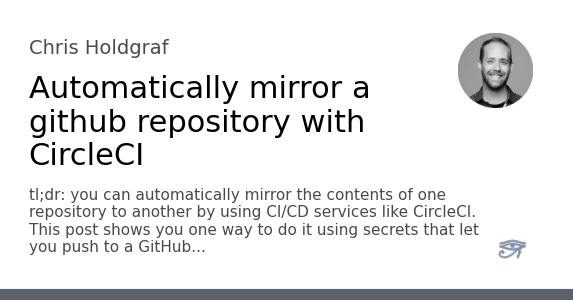 Chris Holdgraf
Automatically mirror a
github repository with
CircleCI
tl;dr: you can automatically mirror the contents of one
repository to another by using CI/CD services like CircleCI.
This post shows you one way to do it using secrets that let
you push to a GitHub...